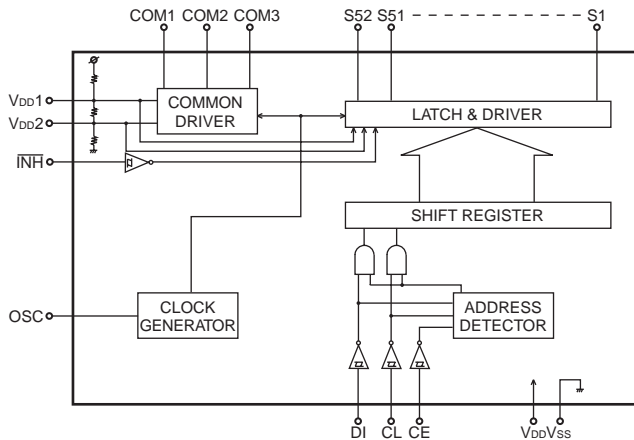 COM1 COM2 COM3 S52 S51 S1
VDD1
COMMON
DRIVER
LATCH & DRIVER
VDD2
INH
SHIFT REGISTER
OSC
CLOCK
GENERATOR
ADDRESS
DETECTOR
DI CL CE VDD VSS